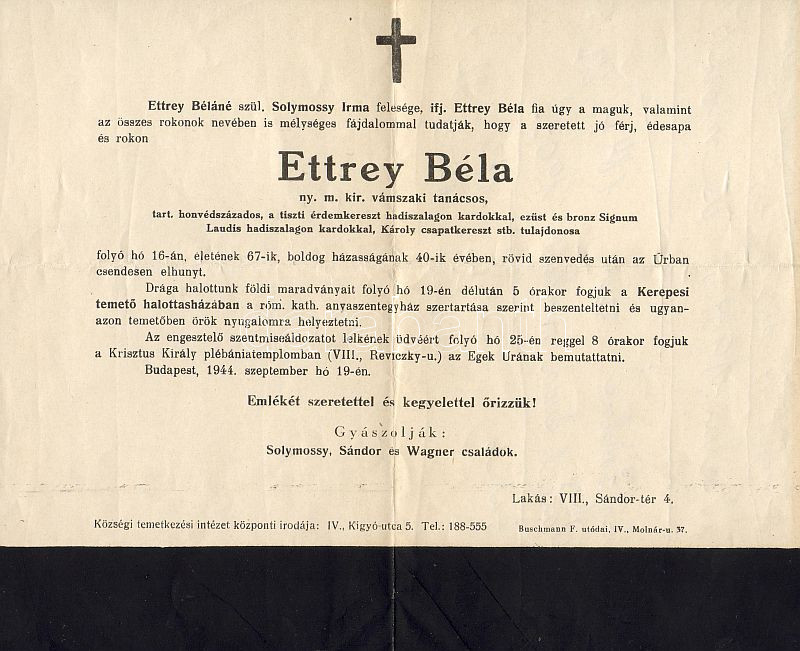 Ettrey Béláné szül. Solymossy Irma felesége, ifj. Ettrey Béla fia úgy a maguk, valamint
az összes rokonok nevében is mélységes fájdalommal tudatják, hogy a szeretett jó férj, édesapa
és rokon
Ettrey Béla
ny. m. kir. vámszaki tanácsos,
tart. honvédszázados, a tiszti érdemkereszt hadiszalagon kardokkal, ezüst és bronz Signum
Laudis hadiszalagon kardokkal, Károly csapatkereszt stb. tulajdonosa
folyó hó 16-án, életének 67-ik, boldog házasságának 40-ik évében, rövid szenvedés után az Úrban
csendesen elhunyt.
Drága halottunk földi maradványait folyó hó 19-én délután 5 órakor fogjuk a Kerepesi
temető halottasházában a róm. kath. anyaszentegyház szertartása szerint beszenteltetni és ugyan-
azon temetőben örök nyugalomra helyeztetni.
Az engesztelő szentmiseáldozatot lelkének üdvéért folyó hó 25-én reggel 8 órakor fogjuk
a Krisztus Király plébániatemplomban (VIII., Reviczky-u.) az Egek Urának bemutattatni.
Budapest, 1944. szeptember hó 19-én.
Emlékét szeretettel és kegyelettel őrizzük!
Gyászolják:
Solymossy, Sándor és Wagner családok.
Lakás: VIII., Sándor-tér 4.
Községi temetkezési intézet központi irodája: IV., Kígyó-utca 5. Tel.: 188-555
Buschmann F. utódai, IV., Molnár-u. 37.